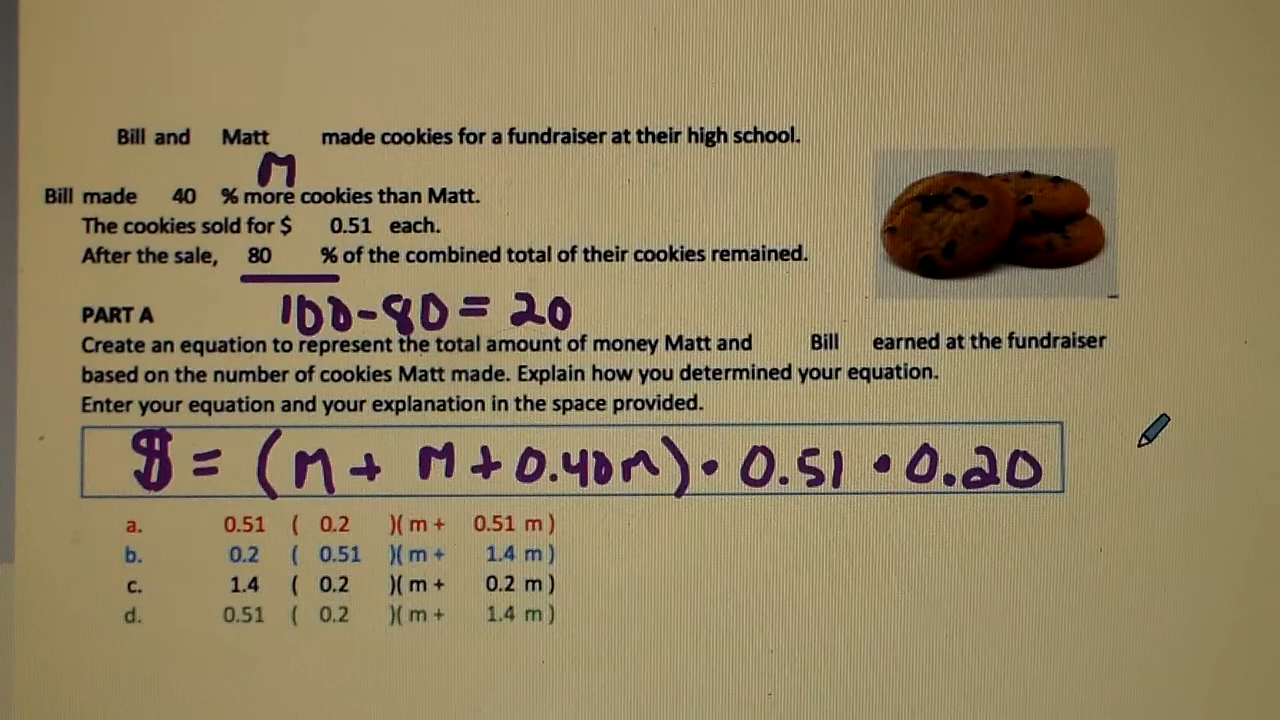 Bill and Matt made cookies for a fundraiser at their high school.
M
Bill made 40 % more cookies than Matt.
The cookies sold for $ 0.51 each.
After the sale, 80 % of the combined total of their cookies remained.
PART A
100-80=20
Create an equation to represent the total amount of money Matt and Bill earned at the fundraiser
based on the number of cookies Matt made. Explain how you determined your equation.
Enter your equation and your explanation in the space provided.
$ = (M + M + 0.40M) • 0.51 • 0.20
a. 0.51 ( 0.2 )( m + 0.51 m )
b. 0.2 ( 0.51 )( m + 1.4 m )
c. 1.4 ( 0.2 )( m + 0.2 m )
d. 0.51 ( 0.2 )( m + 1.4 m )